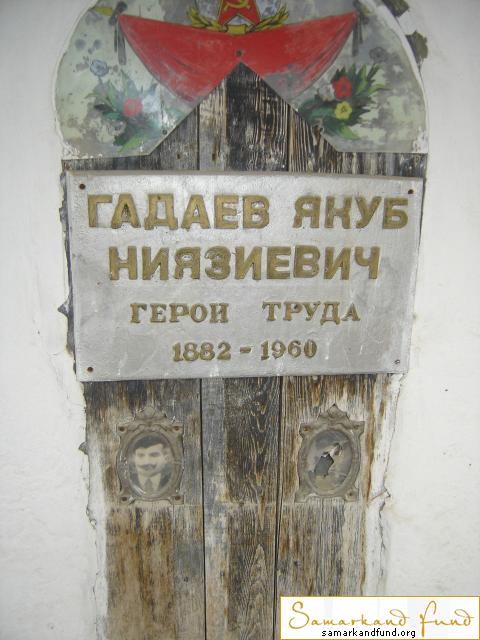 ГАДАЕВ ЯКУБ
НИЯЗИЕВИЧ
ГЕРОИ ТРУДА
1882-1960
Samarkand Fund
samarkandfund.org